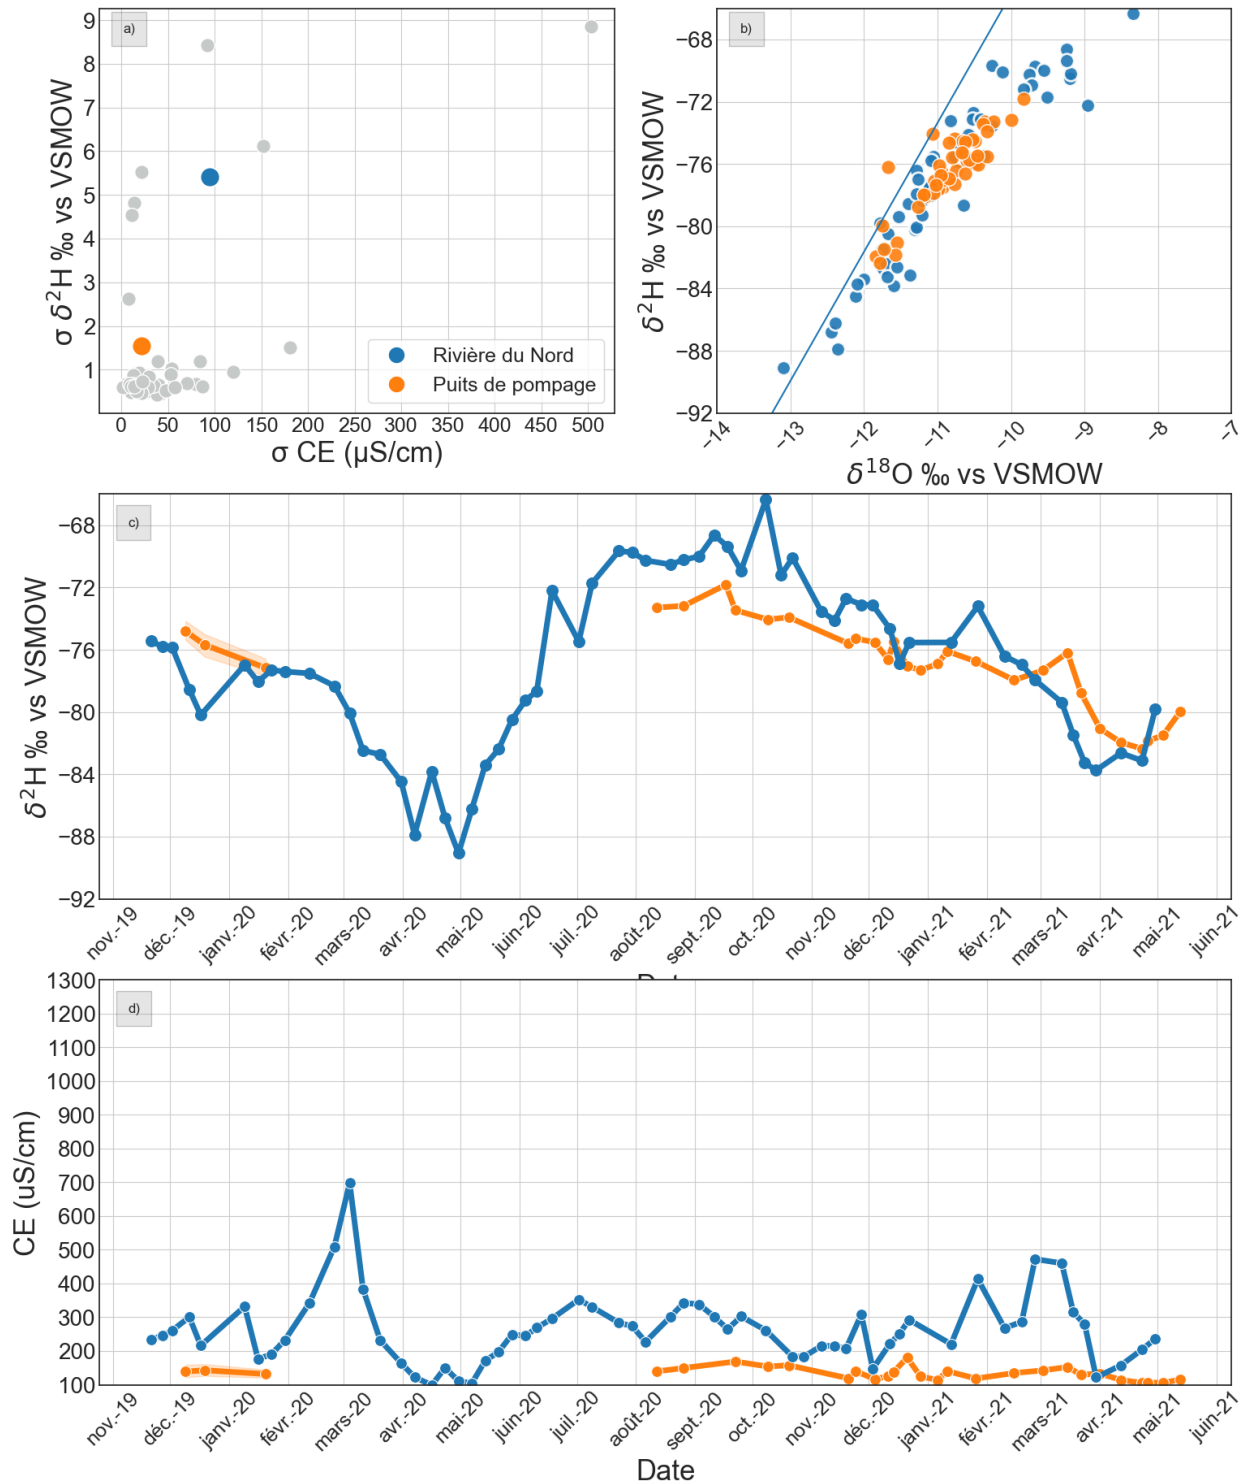 a)
9
8
7
6
5
4
3
2
1
σ δ²H ‰ vs VSMOW
0 50 100 150 200 250 300 350 400 450 500
σ CE (µS/cm)
Rivière du Nord
Puits de pompage
b)
−68
−72
−76
−80
−84
−88
−92
δ²H ‰ vs VSMOW
−14 −13 −12 −11 −10 −9 −8 −7
δ¹⁸O ‰ vs VSMOW
c)
−68
−72
−76
−80
−84
−88
−92
δ²H ‰ vs VSMOW
nov.-19 déc.-19 janv.-20 févr.-20 mars-20 avr.-20 mai-20 juin-20 juil.-20 août-20 sept.-20 oct.-20 nov.-20 déc.-20 janv.-21 févr.-21 mars-21 avr.-21 mai-21 juin-21
d)
1300
1200
1100
1000
900
800
700
600
500
400
300
200
100
CE (uS/cm)
nov.-19 déc.-19 janv.-20 févr.-20 mars-20 avr.-20 mai-20 juin-20 juil.-20 août-20 sept.-20 oct.-20 nov.-20 déc.-20 janv.-21 févr.-21 mars-21 avr.-21 mai-21 juin-21
Date